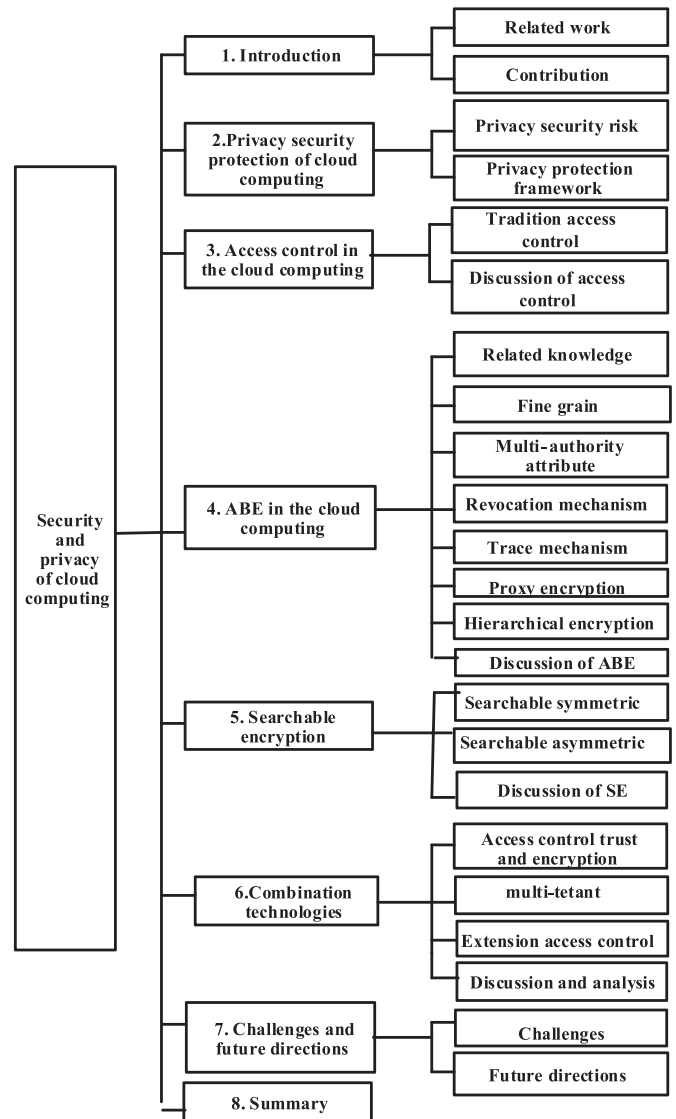 Security
and
privacy
of cloud
computing
1. Introduction
Related work
Contribution
2.Privacy security
protection of cloud
computing
Privacy security risk
Privacy protection
framework
3. Access control in
the cloud computing
Tradition access
control
Discussion of access
control
4. ABE in the cloud
computing
Related knowledge
Fine grain
Multi-authority
attribute
Revocation mechanism
Trace mechanism
Proxy encryption
Hierarchical encryption
Discussion of ABE
5. Searchable
encryption
Searchable symmetric
Searchable asymmetric
Discussion of SE
6.Combination
technologies
Access control trust
and encryption
multi-tetant
Extension access control
Discussion and analysis
7. Challenges and
future directions
Challenges
Future directions
8. Summary